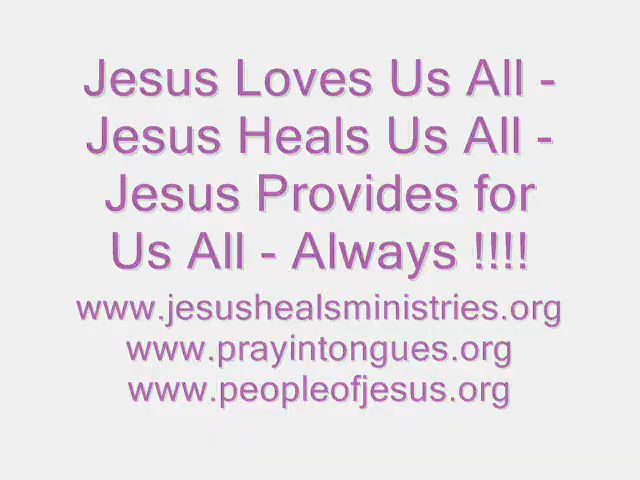 Jesus Loves Us All -
Jesus Heals Us All -
Jesus Provides for
Us All - Always !!!!
www.jesushealsministries.org
www.prayintongues.org
www.peopleofjesus.org